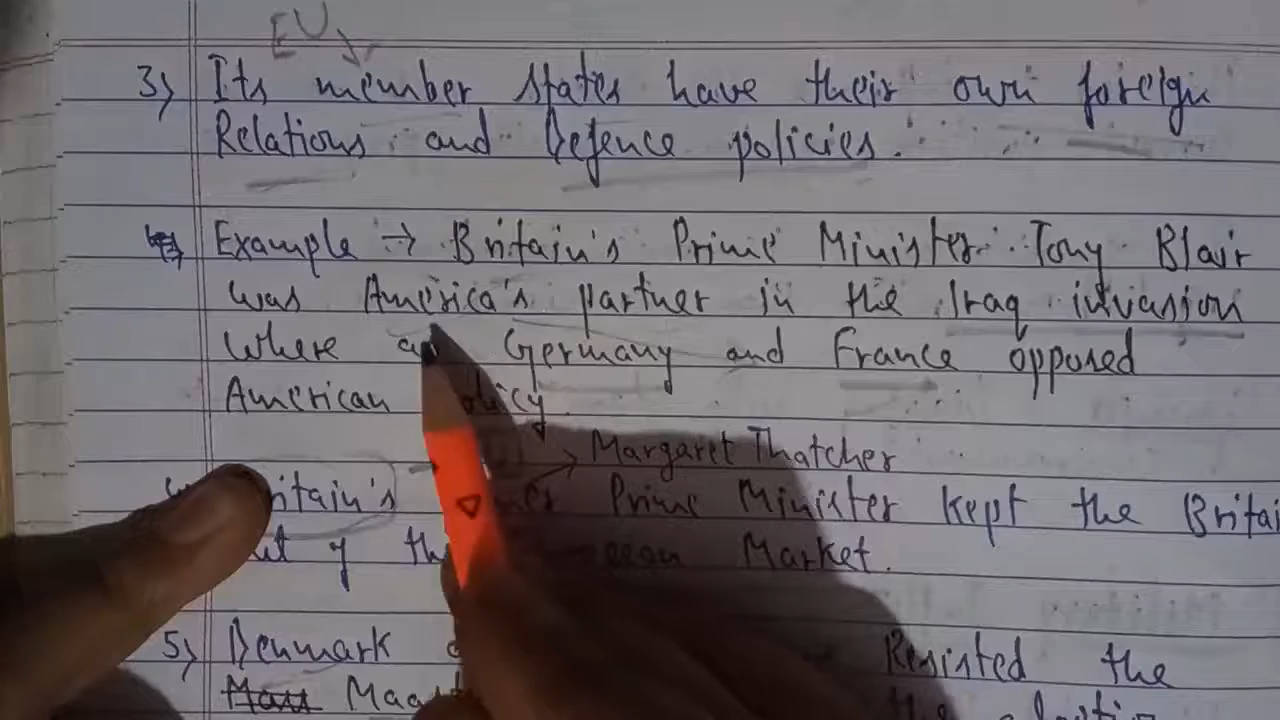 EU
3) Its member states have their own foreign
Relations and Defence policies.
Example → Britain's Prime Minister Tony Blair
was America's partner in the Iraq invasion
Where Germany and France opposed
American
Margaret Thatcher
Prime Minister kept the
Market.
5) Denmark Resisted the